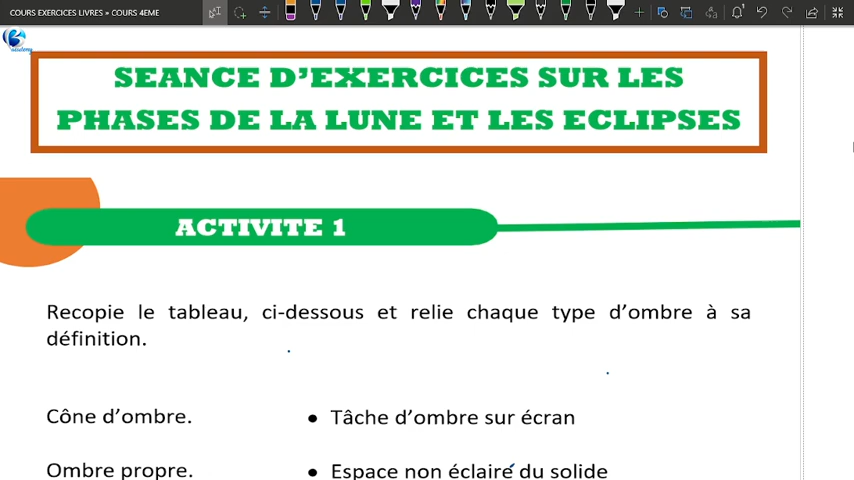 COURS EXERCICES LIVRES » COURS 4EME
SEANCE D’EXERCICES SUR LES
PHASES DE LA LUNE ET LES ECLIPSES
ACTIVITE 1
Recopie le tableau, ci-dessous et relie chaque type d’ombre à sa
définition.
Cône d’ombre. • Tâche d’ombre sur écran
Ombre propre. • Espace non éclaire du solide